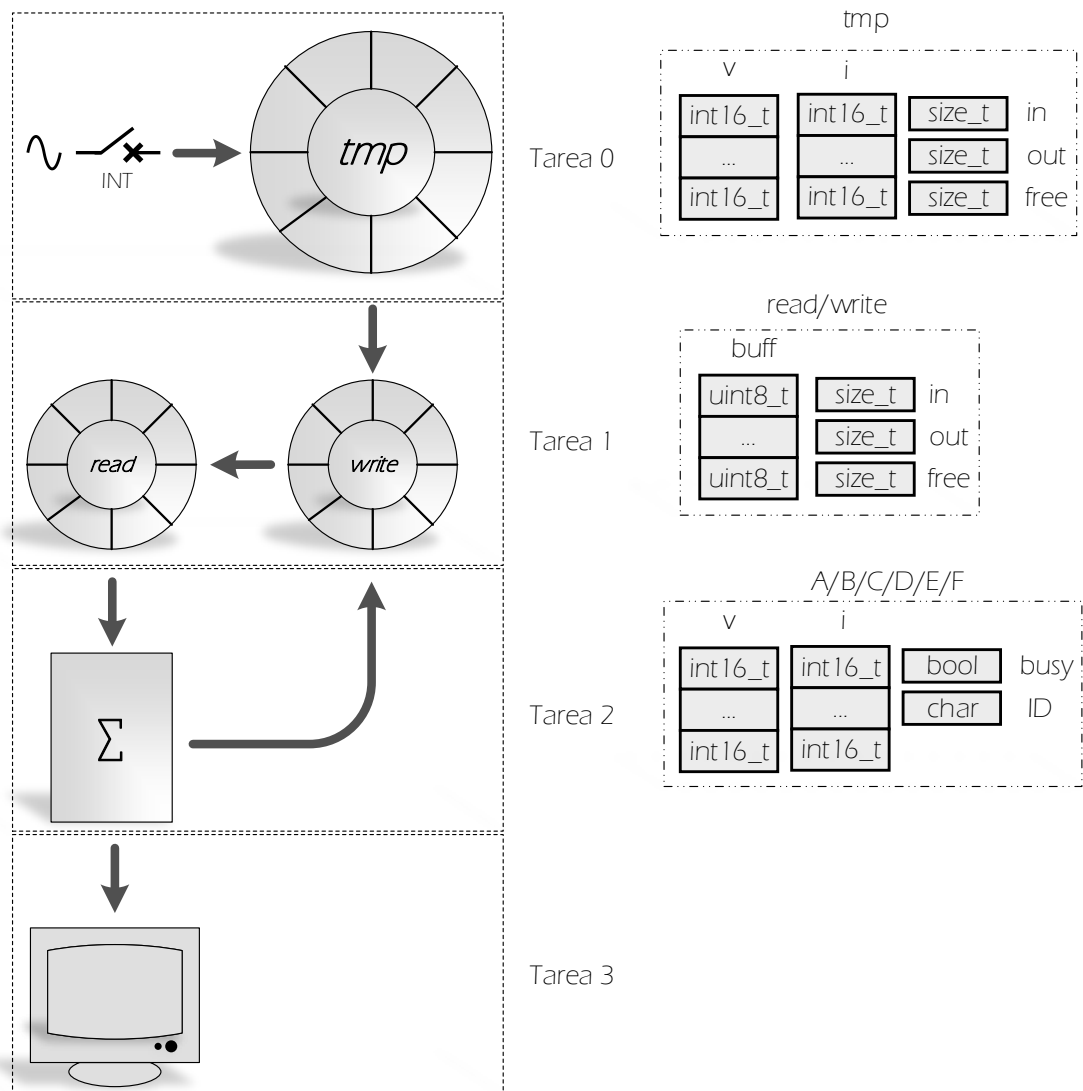 tmp
INT
Tarea 0
tmp
v i
int16_t int16_t size_t in
... ... size_t out
int16_t int16_t size_t free
read
write
Tarea 1
read/write
buff
uint8_t size_t in
... size_t out
uint8_t size_t free
Σ
Tarea 2
A/B/C/D/E/F
v i
int16_t int16_t bool busy
... ... char ID
int16_t int16_t
Tarea 3